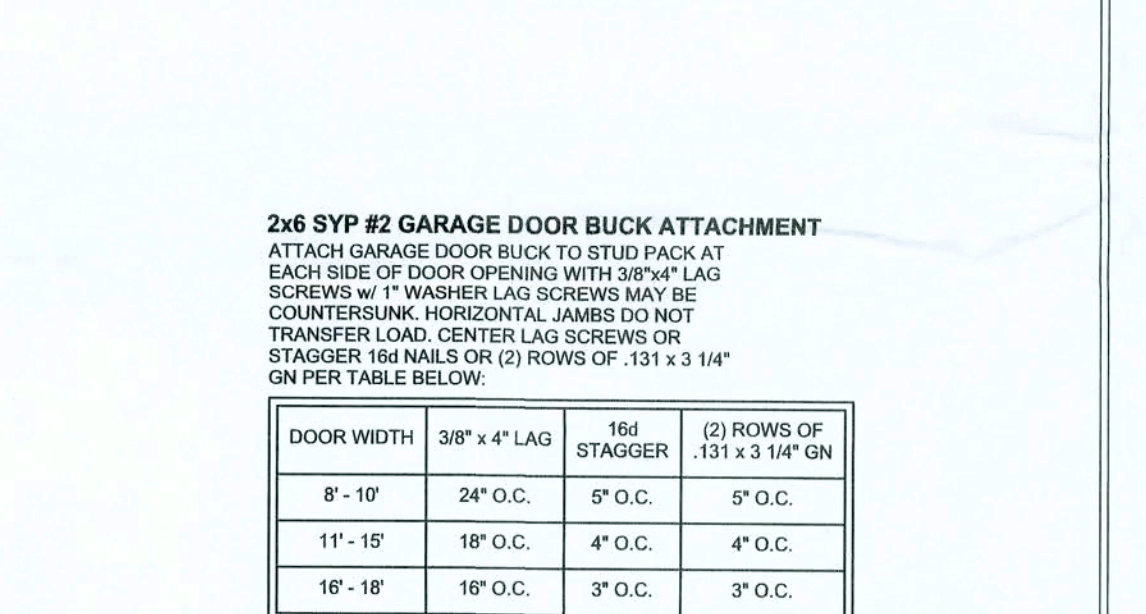 2x6 SYP #2 GARAGE DOOR BUCK ATTACHMENT
ATTACH GARAGE DOOR BUCK TO STUD PACK AT
EACH SIDE OF DOOR OPENING WITH 3/8"x4" LAG
SCREWS w/ 1" WASHER LAG SCREWS MAY BE
COUNTERSUNK. HORIZONTAL JAMBS DO NOT
TRANSFER LOAD. CENTER LAG SCREWS OR
STAGGER 16d NAILS OR (2) ROWS OF .131 x 3 1/4"
GN PER TABLE BELOW:
DOOR WIDTH 3/8" x 4" LAG 16d STAGGER (2) ROWS OF .131 x 3 1/4" GN
8' - 10' 24" O.C. 5" O.C. 5" O.C.
11' - 15' 18" O.C. 4" O.C. 4" O.C.
16' - 18' 16" O.C. 3" O.C. 3" O.C.